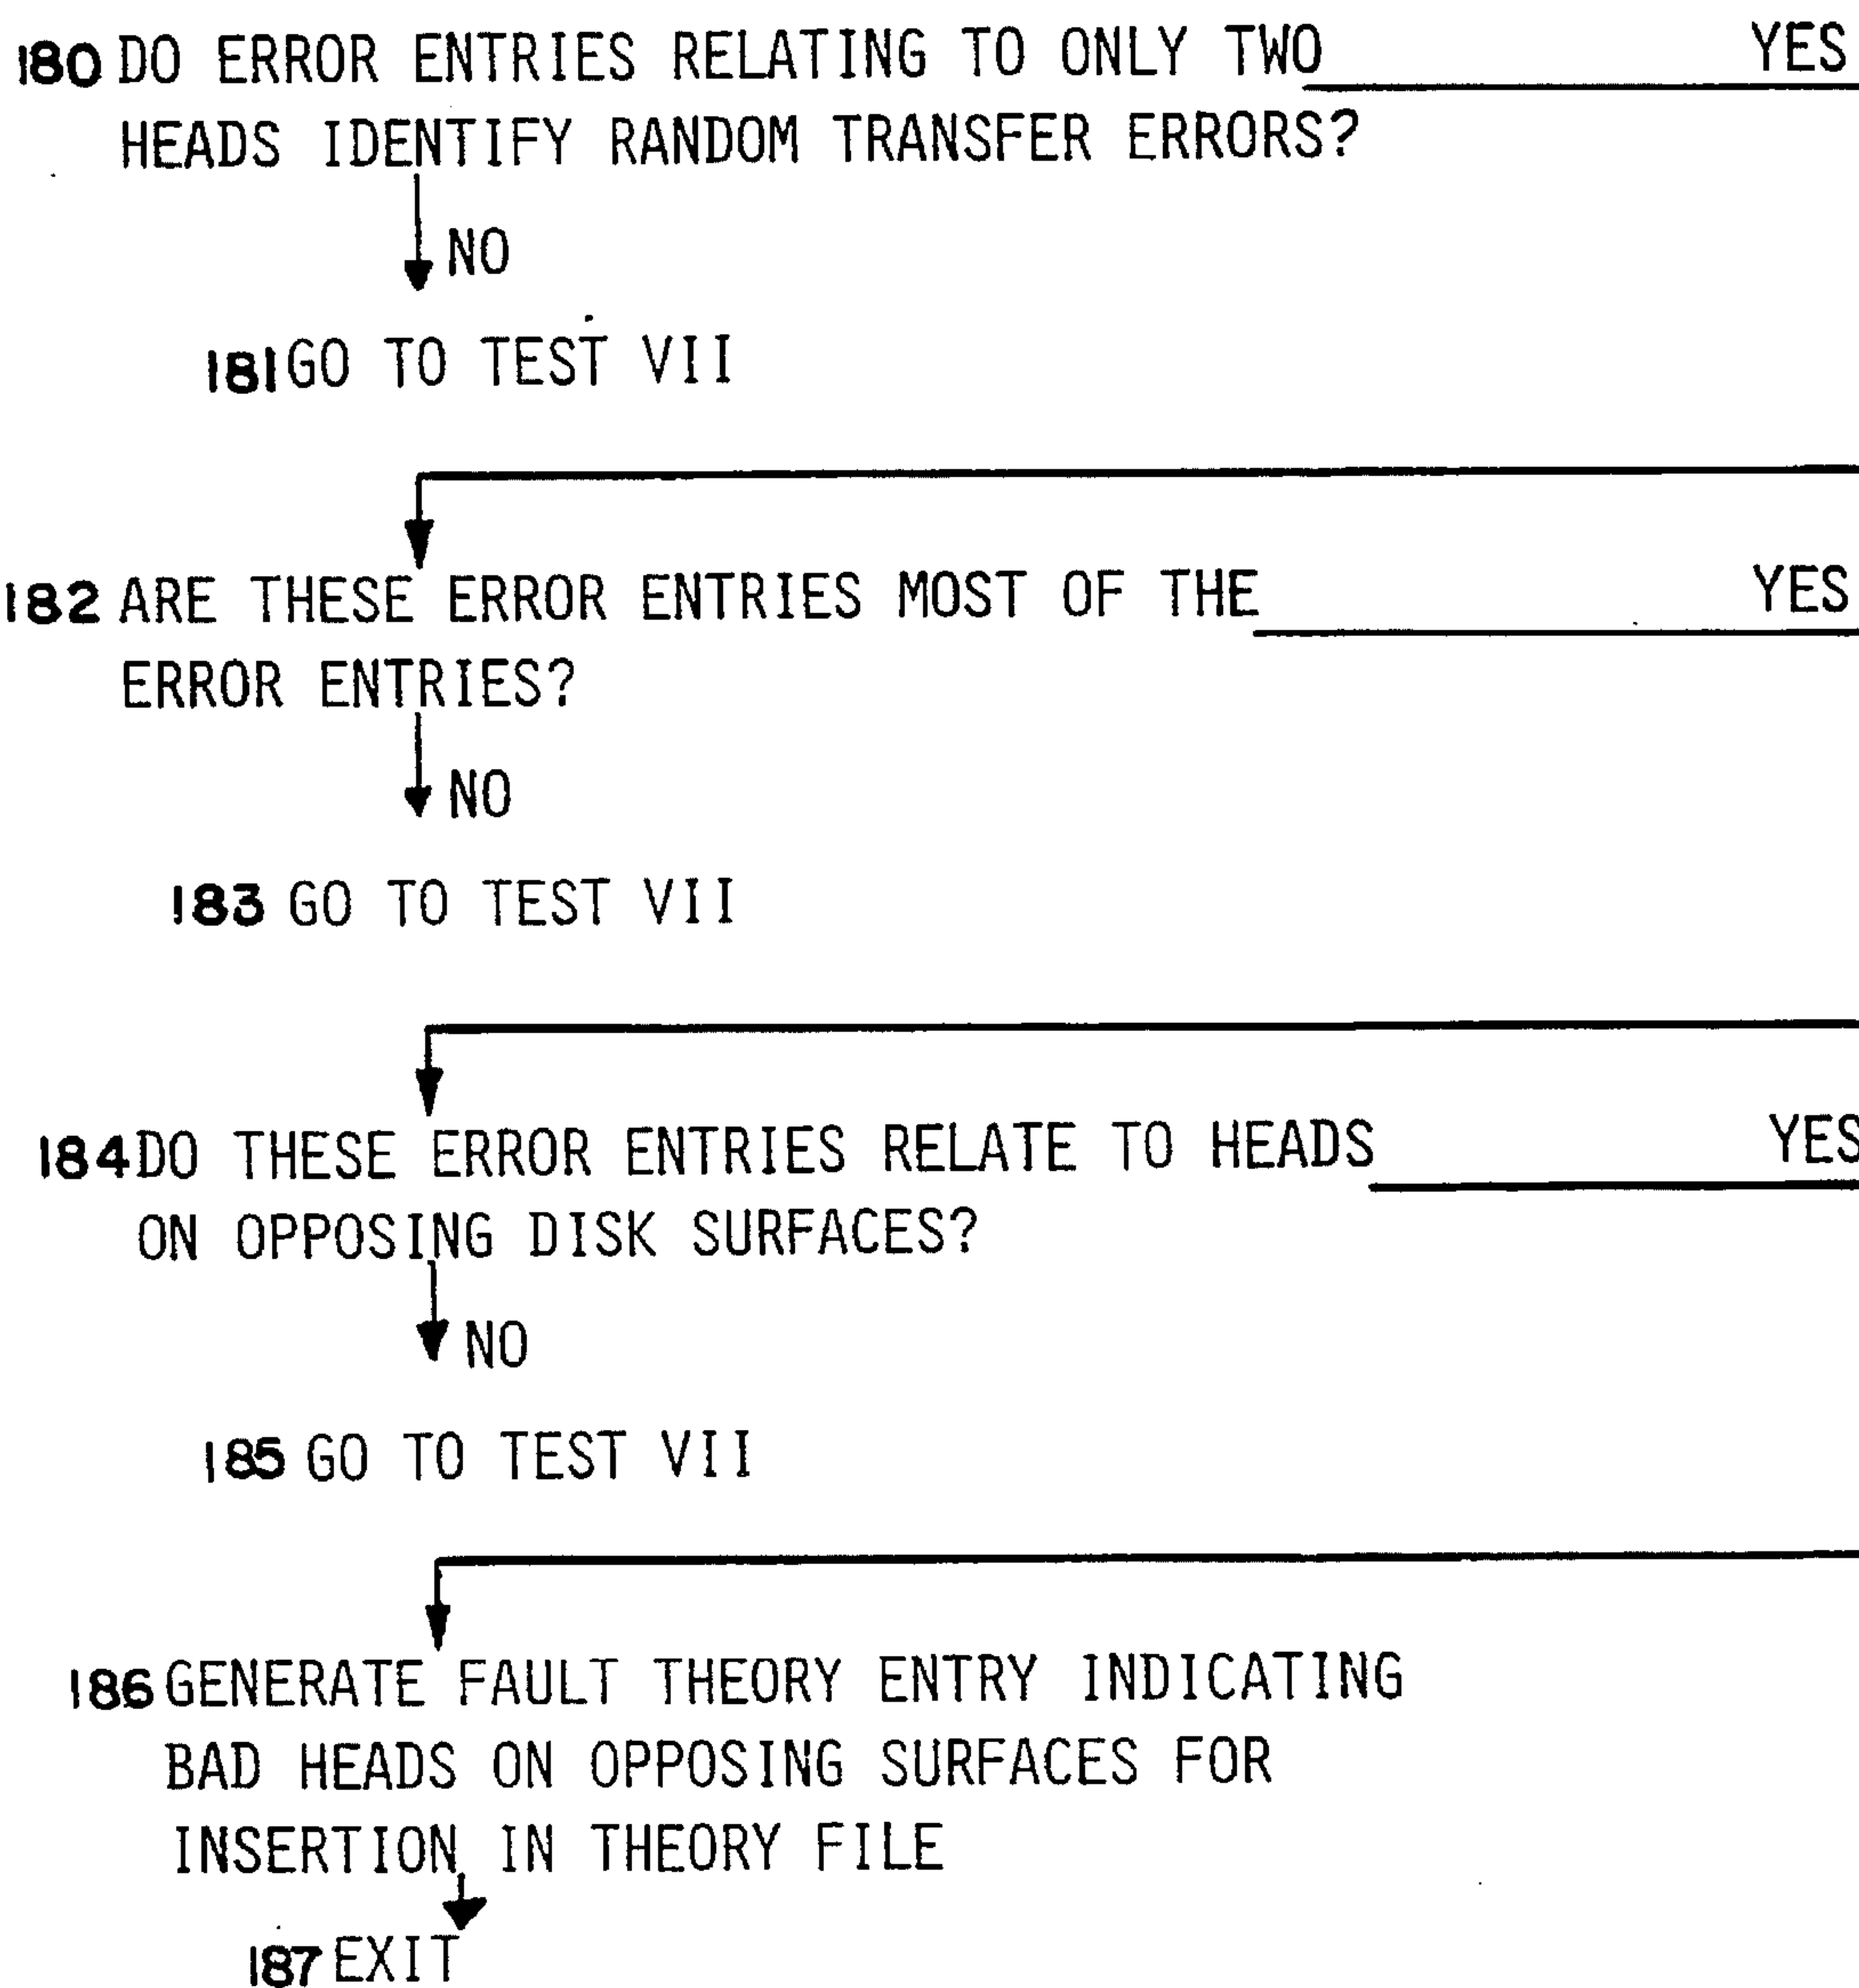 180 DO ERROR ENTRIES RELATING TO ONLY TWO YES
HEADS IDENTIFY RANDOM TRANSFER ERRORS?
NO
181 GO TO TEST VII
182 ARE THESE ERROR ENTRIES MOST OF THE YES
ERROR ENTRIES?
NO
183 GO TO TEST VII
184 DO THESE ERROR ENTRIES RELATE TO HEADS YES
ON OPPOSING DISK SURFACES?
NO
185 GO TO TEST VII
186 GENERATE FAULT THEORY ENTRY INDICATING
BAD HEADS ON OPPOSING SURFACES FOR
INSERTION IN THEORY FILE
187 EXIT